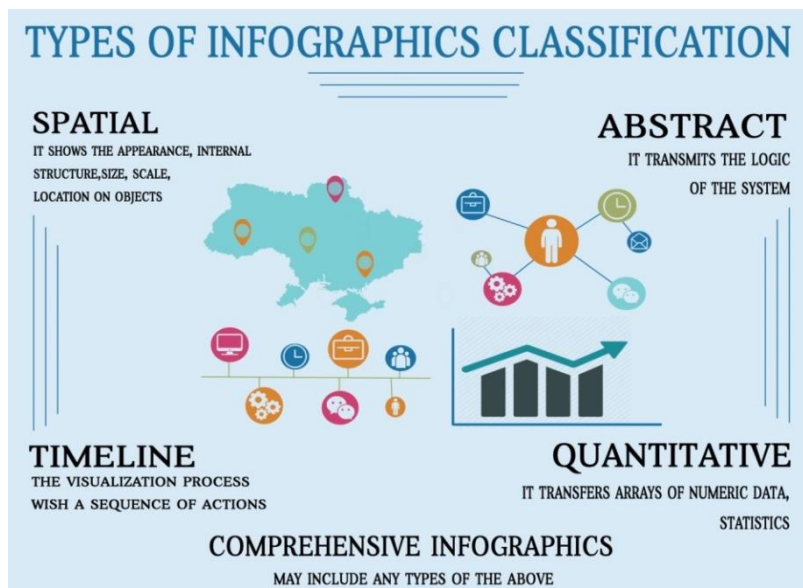 TYPES OF INFOGRAPHICS CLASSIFICATION
SPATIAL
IT SHOWS THE APPEARANCE, INTERNAL
STRUCTURE,SIZE, SCALE,
LOCATION ON OBJECTS
ABSTRACT
IT TRANSMITS THE LOGIC
OF THE SYSTEM
TIMELINE
THE VISUALIZATION PROCESS
WISH A SEQUENCE OF ACTIONS
QUANTITATIVE
IT TRANSFERS ARRAYS OF NUMERIC DATA,
STATISTICS
COMPREHENSIVE INFOGRAPHICS
MAY INCLUDE ANY TYPES OF THE ABOVE